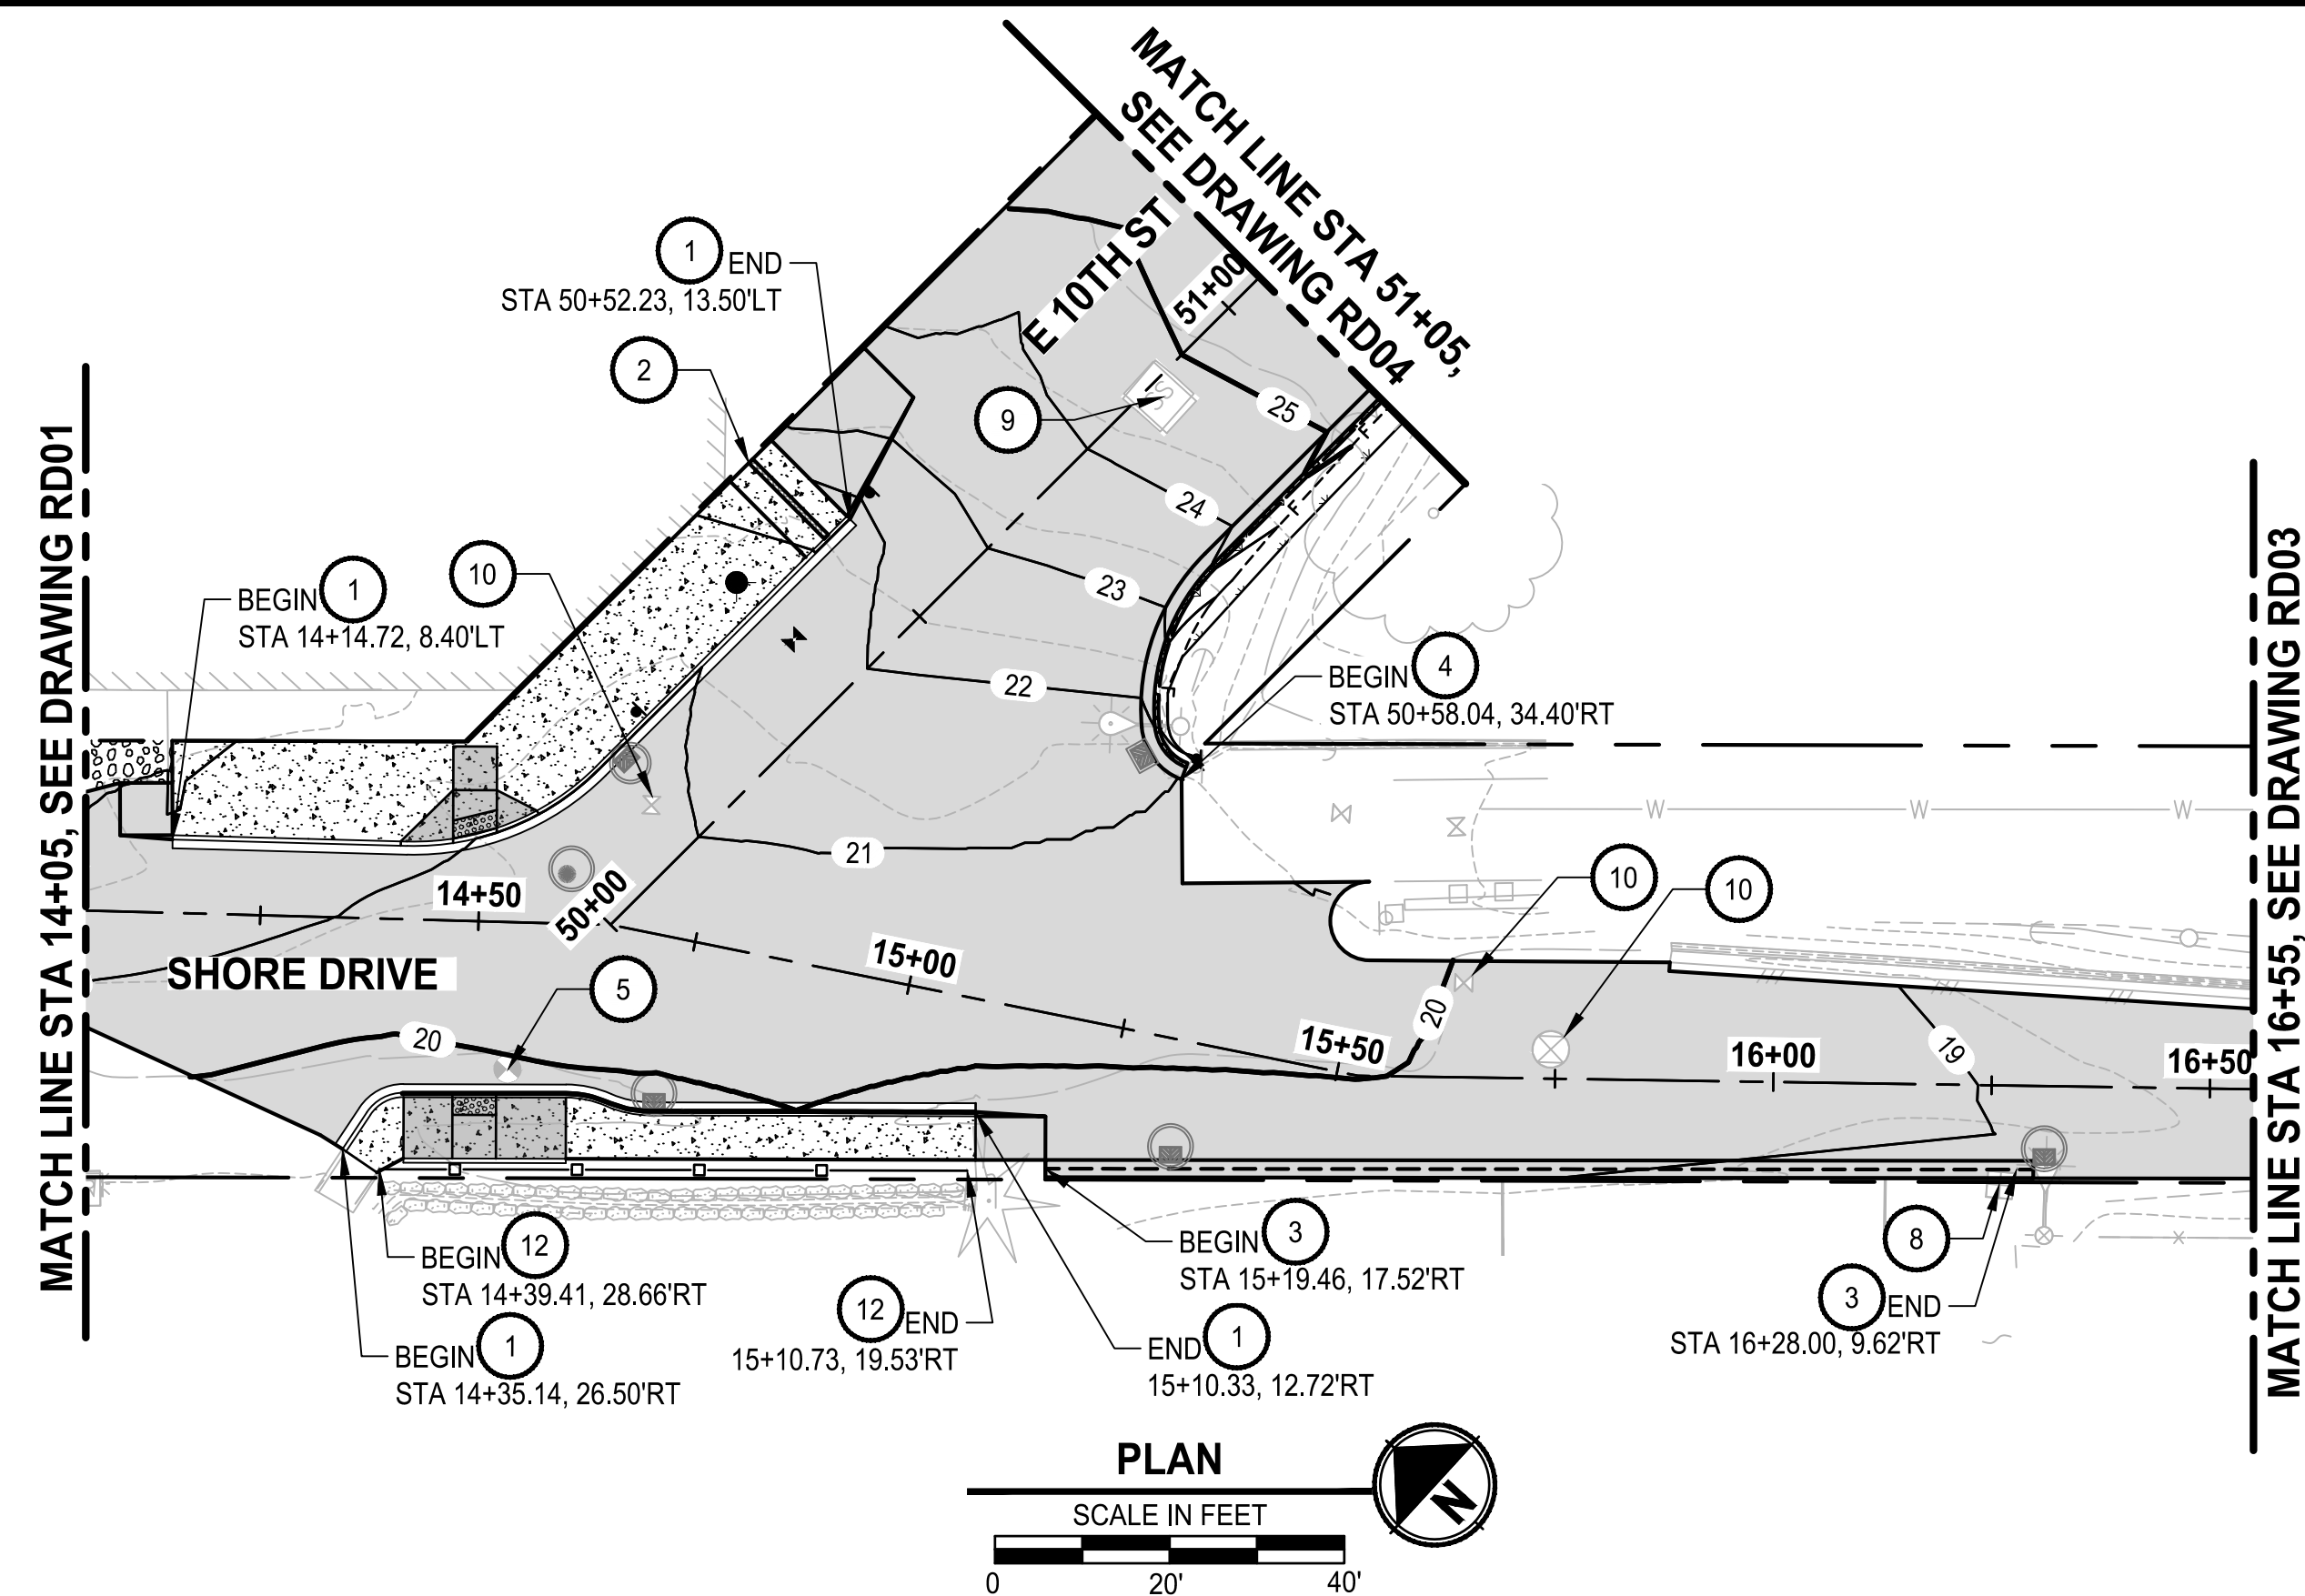 MATCH LINE STA 51+05,
SEE DRAWING RD04
E 10TH ST
51+00
1 END
STA 50+52.23, 13.50'LT
2
9
SS
25
24
23
22
21
F
F
MATCH LINE STA 14+05, SEE DRAWING RD01
BEGIN 1
STA 14+14.72, 8.40'LT
10
BEGIN 4
STA 50+58.04, 34.40'RT
W
W
W
MATCH LINE STA 16+55, SEE DRAWING RD03
14+50
50+00
15+00
15+50
16+00
16+50
SHORE DRIVE
5
10
10
20
20
19
BEGIN 12
STA 14+39.41, 28.66'RT
BEGIN 1
STA 14+35.14, 26.50'RT
12 END
15+10.73, 19.53'RT
BEGIN 3
STA 15+19.46, 17.52'RT
END 1
15+10.33, 12.72'RT
8
3 END
STA 16+28.00, 9.62'RT
PLAN
N
SCALE IN FEET
0 20' 40'